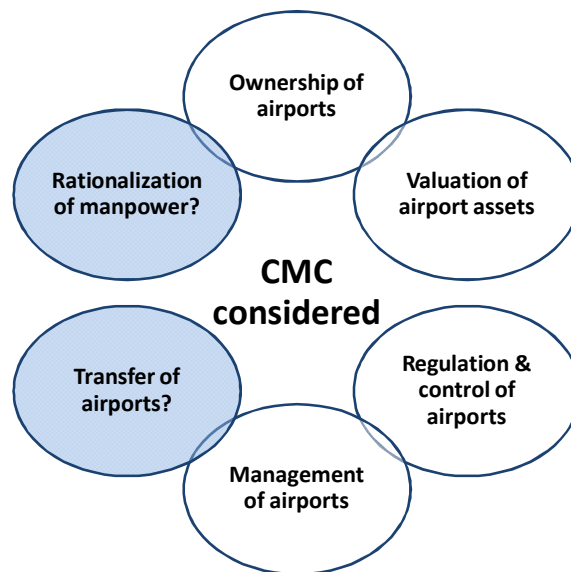 Ownership of
airports
Rationalization
of manpower?
Valuation of
airport assets
CMC
considered
Transfer of
airports?
Regulation &
control of
airports
Management
of airports